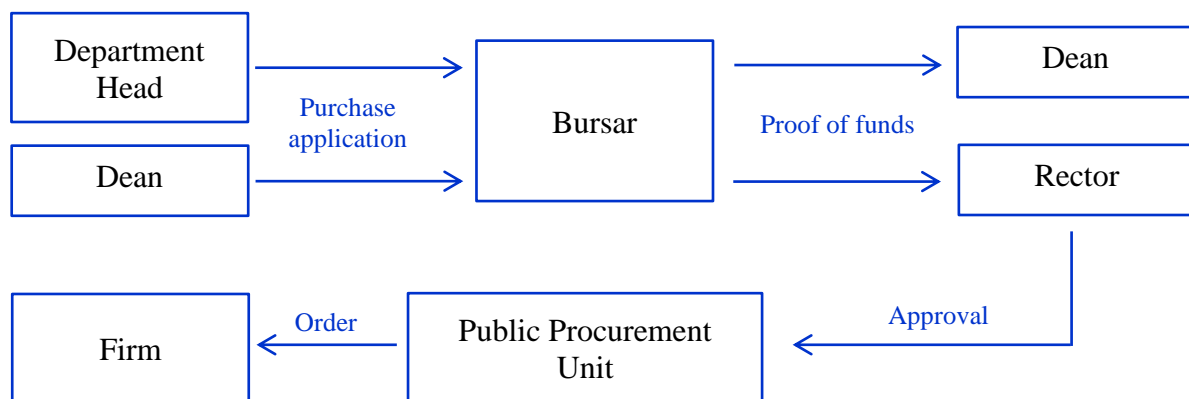 Department
Head
Purchase
application
Dean
Bursar
Proof of funds
Dean
Rector
Approval
Public Procurement
Unit
Order
Firm